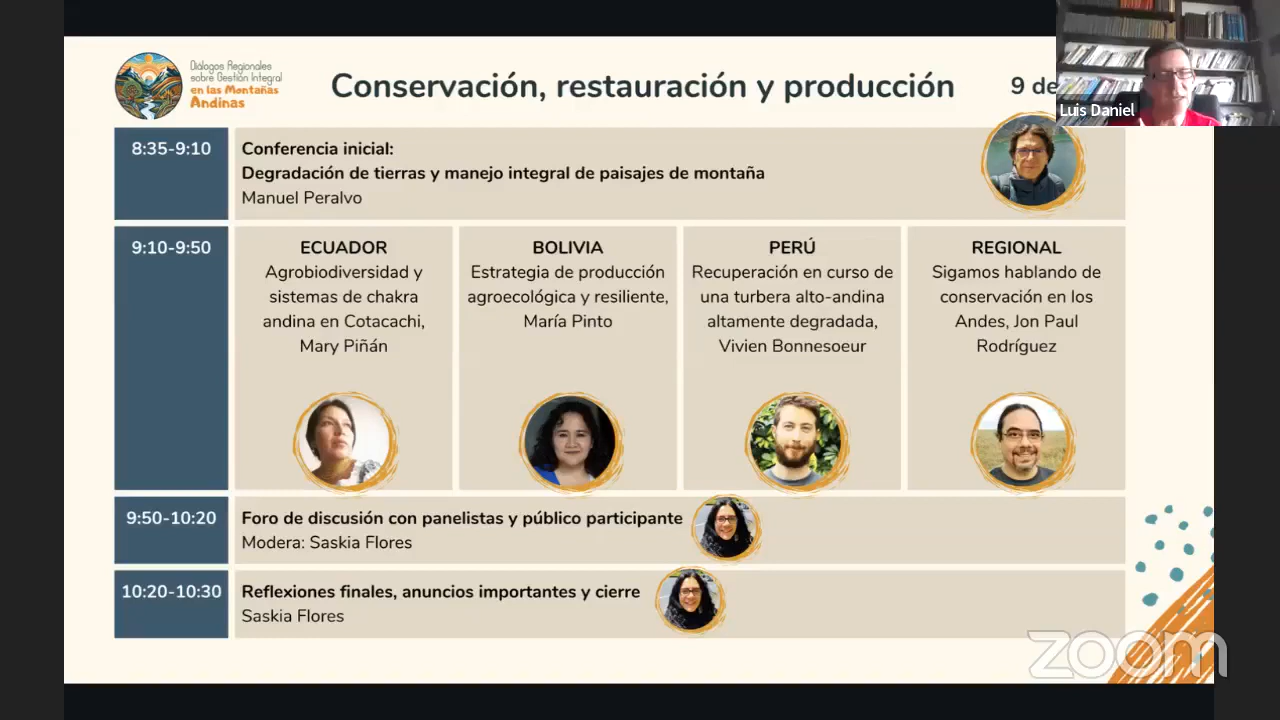 Diálogos Regionales
sobre Gestión Integral
en las Montañas
Andinas
Conservación, restauración y producción
9 de
Luis Daniel
8:35-9:10
Conferencia inicial:
Degradación de tierras y manejo integral de paisajes de montaña
Manuel Peralvo
9:10-9:50
ECUADOR
Agrobiodiversidad y
sistemas de chakra
andina en Cotacachi,
Mary Piñán
BOLIVIA
Estrategia de producción
agroecológica y resiliente,
María Pinto
PERÚ
Recuperación en curso de
una turbera alto-andina
altamente degradada,
Vivien Bonnesoeur
REGIONAL
Sigamos hablando de
conservación en los
Andes, Jon Paul
Rodríguez
9:50-10:20
Foro de discusión con panelistas y público participante
Modera: Saskia Flores
10:20-10:30
Reflexiones finales, anuncios importantes y cierre
Saskia Flores
zoom